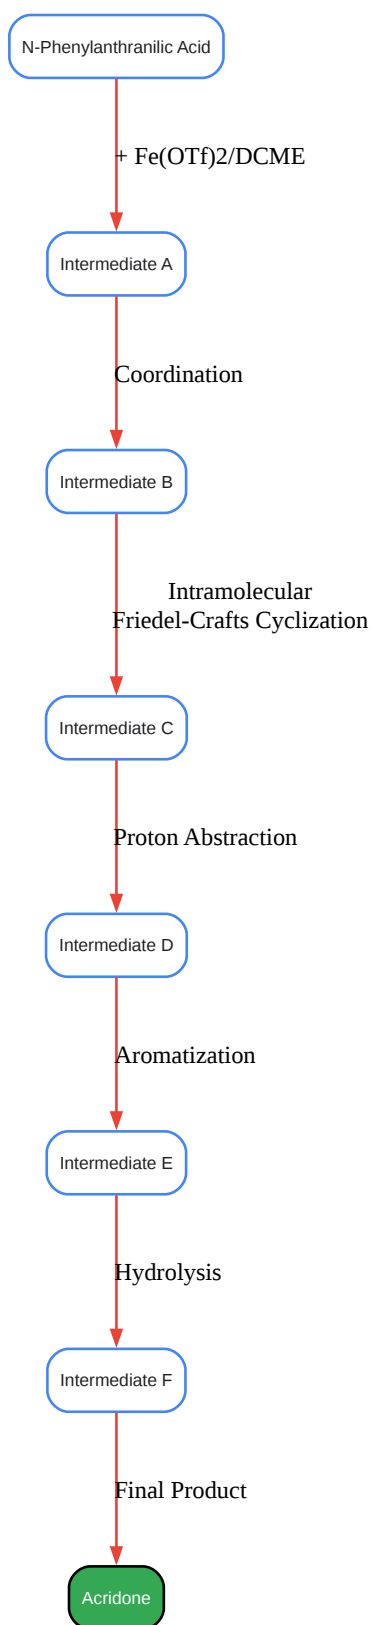 N-Phenylanthranilic Acid
+ Fe(OTf)2/DCME
Intermediate A
Coordination
Intermediate B
Intramolecular
Friedel-Crafts Cyclization
Intermediate C
Proton Abstraction
Intermediate D
Aromatization
Intermediate E
Hydrolysis
Intermediate F
Final Product
Acridone